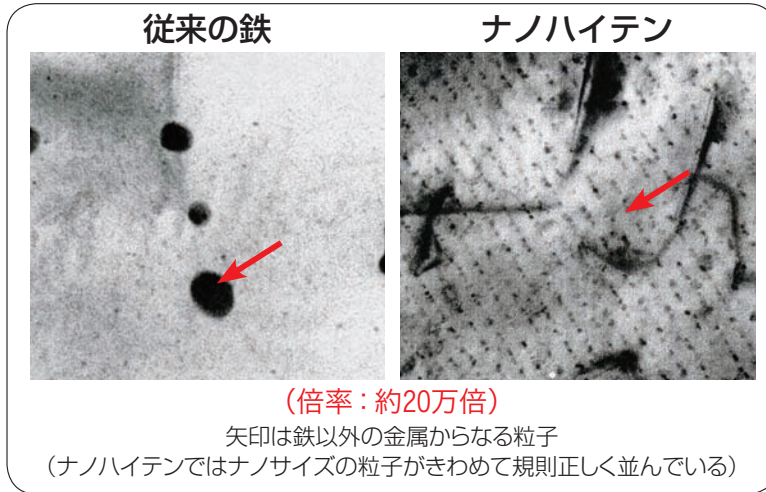 従来の鉄
ナノハイテン
（倍率：約20万倍）
矢印は鉄以外の金属からなる粒子
（ナノハイテンではナノサイズの粒子がきわめて規則正しく並んでいる）